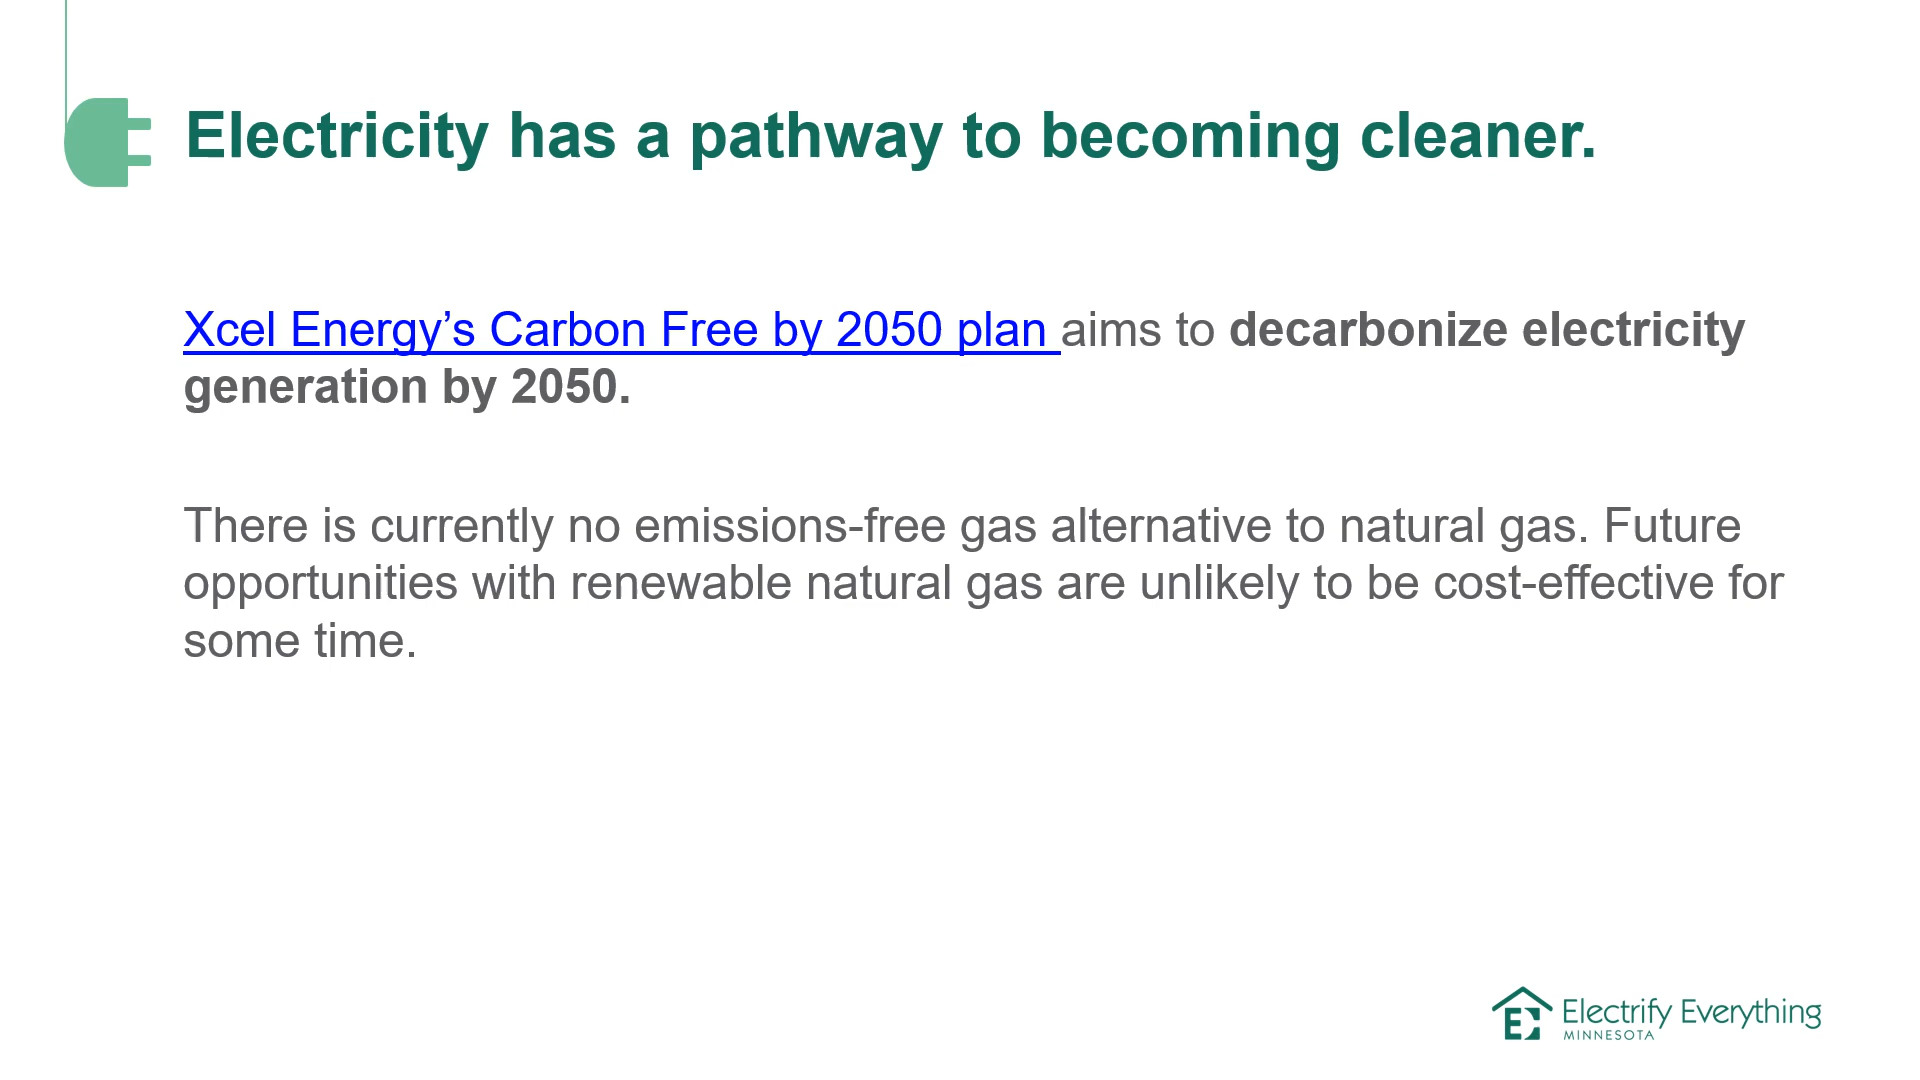 Electricity has a pathway to becoming cleaner.
Xcel Energy’s Carbon Free by 2050 plan aims to decarbonize electricity
generation by 2050.
There is currently no emissions-free gas alternative to natural gas. Future
opportunities with renewable natural gas are unlikely to be cost-effective for
some time.
Electrify Everything
MINNESOTA